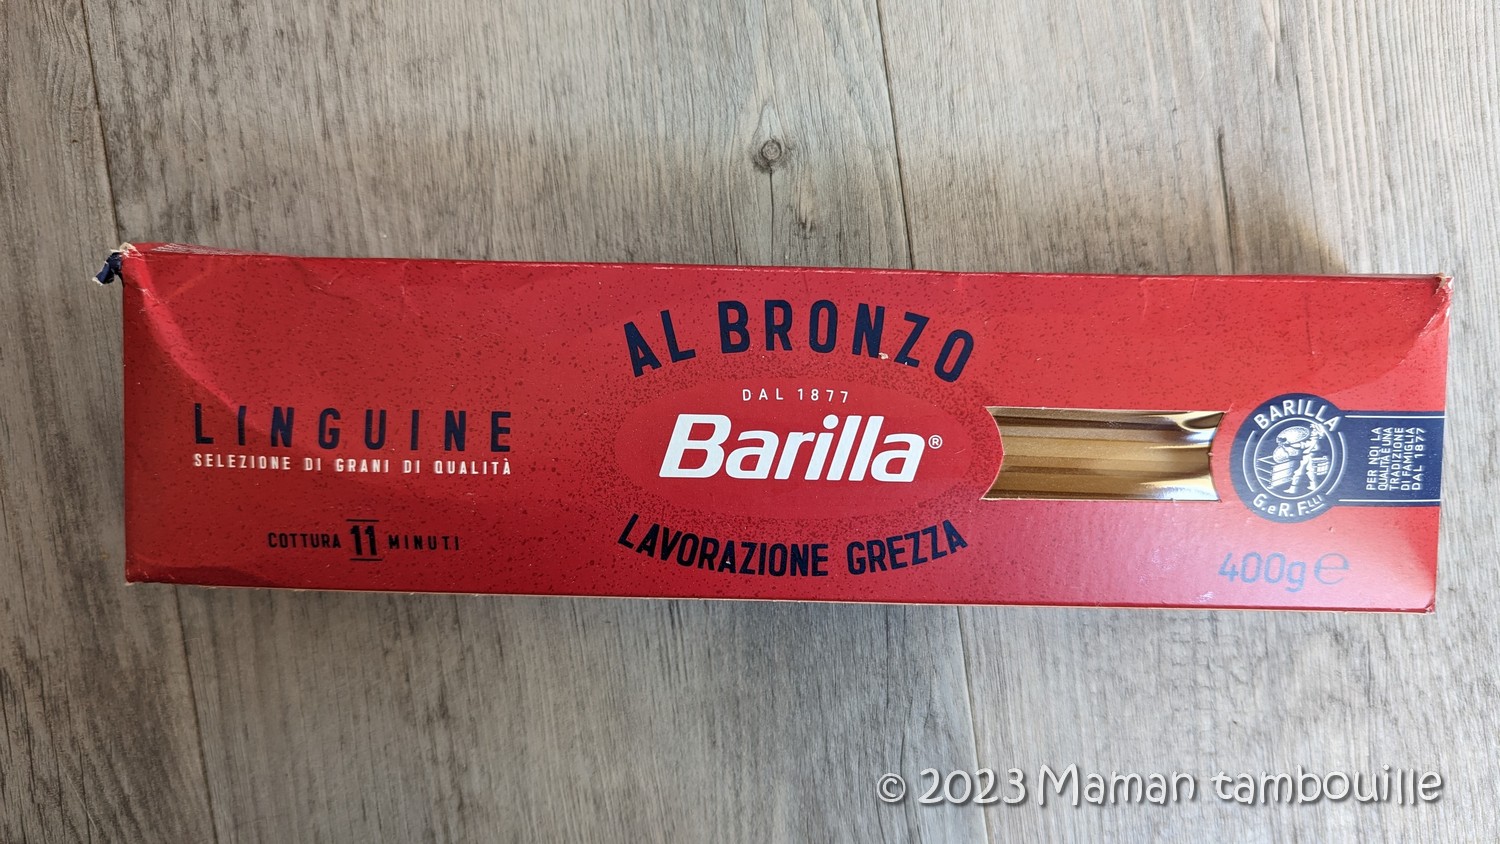 LINGUINE
SELEZIONE DI GRANI DI QUALITÀ
COTTURA 11 MINUTI
AL BRONZO
DAL 1877
Barilla®
LAVORAZIONE GREZZA
BARILLA
G. e R. F.LLI
PER NOI LA
QUALITÀ È UNA
TRADIZIONE
DI FAMIGLIA
DAL 1877
400g ℮
© 2023 Maman tambouille